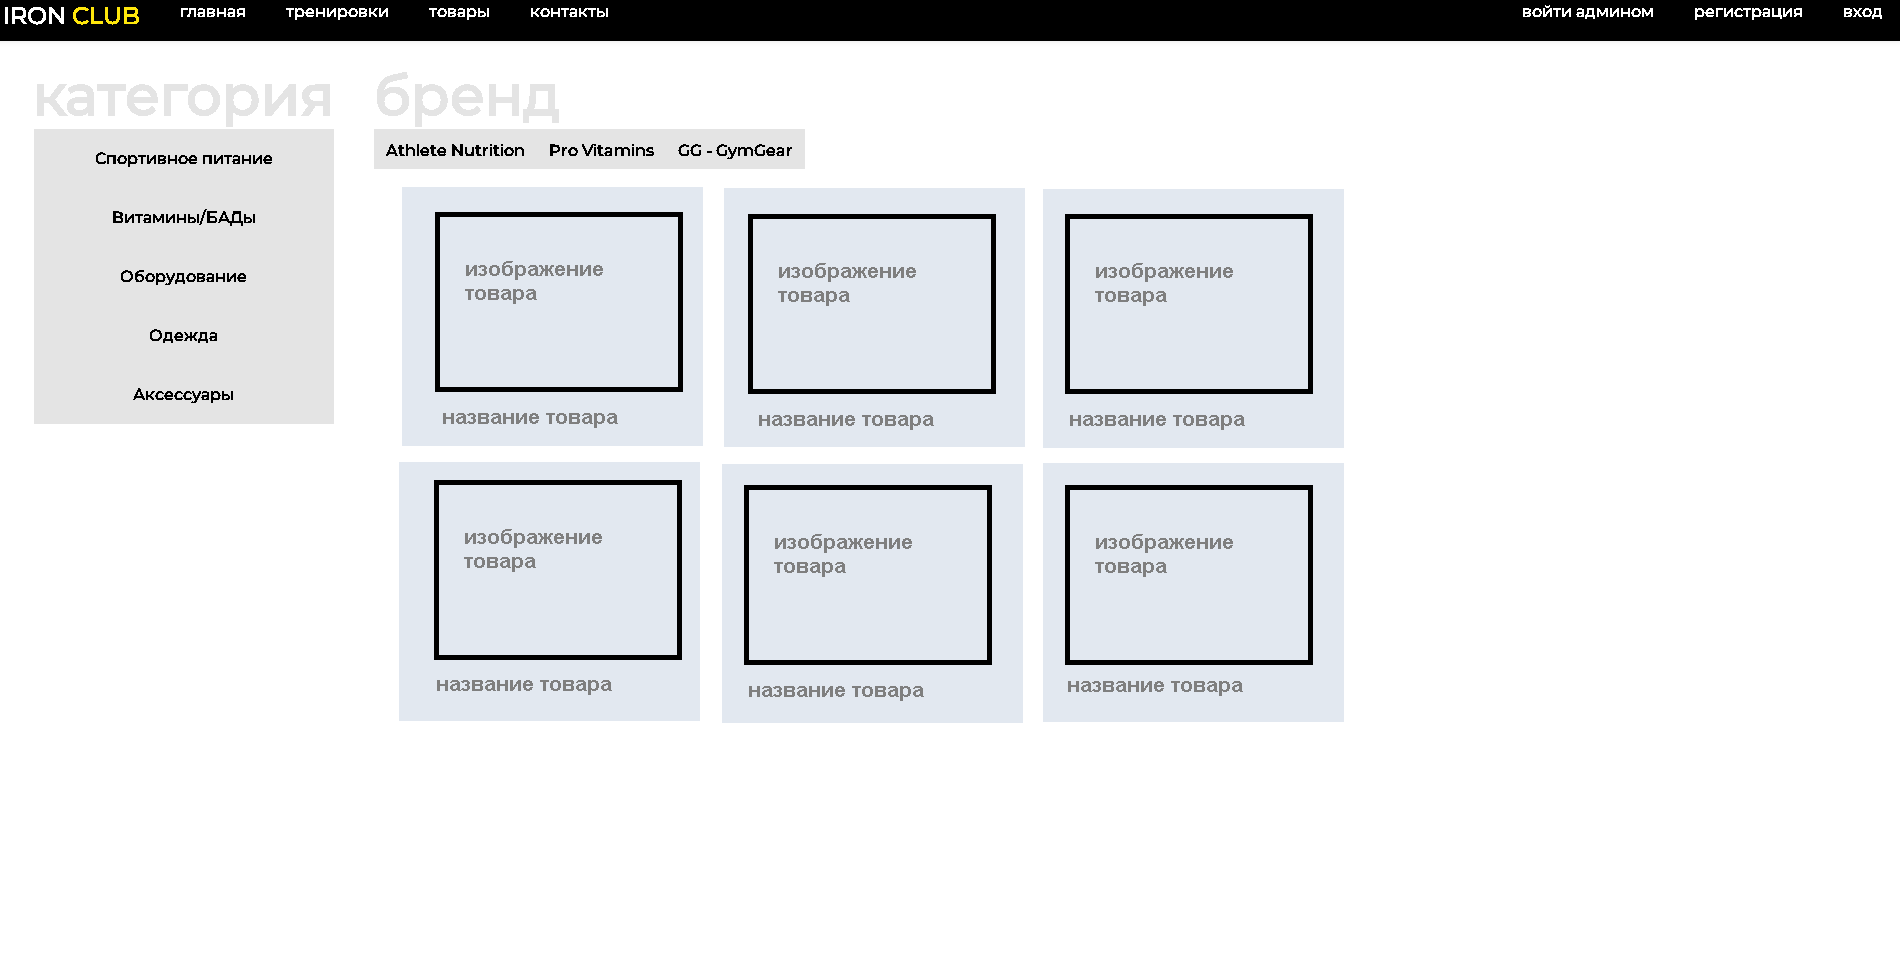 IRON CLUB главная тренировки товары контакты войти админом регистрация вход
категория
Спортивное питание
Витамины/БАДы
Оборудование
Одежда
Аксессуары
бренд
Athlete Nutrition Pro Vitamins GG - GymGear
изображение
товара
название товара
изображение
товара
название товара
изображение
товара
название товара
изображение
товара
название товара
изображение
товара
название товара
изображение
товара
название товара